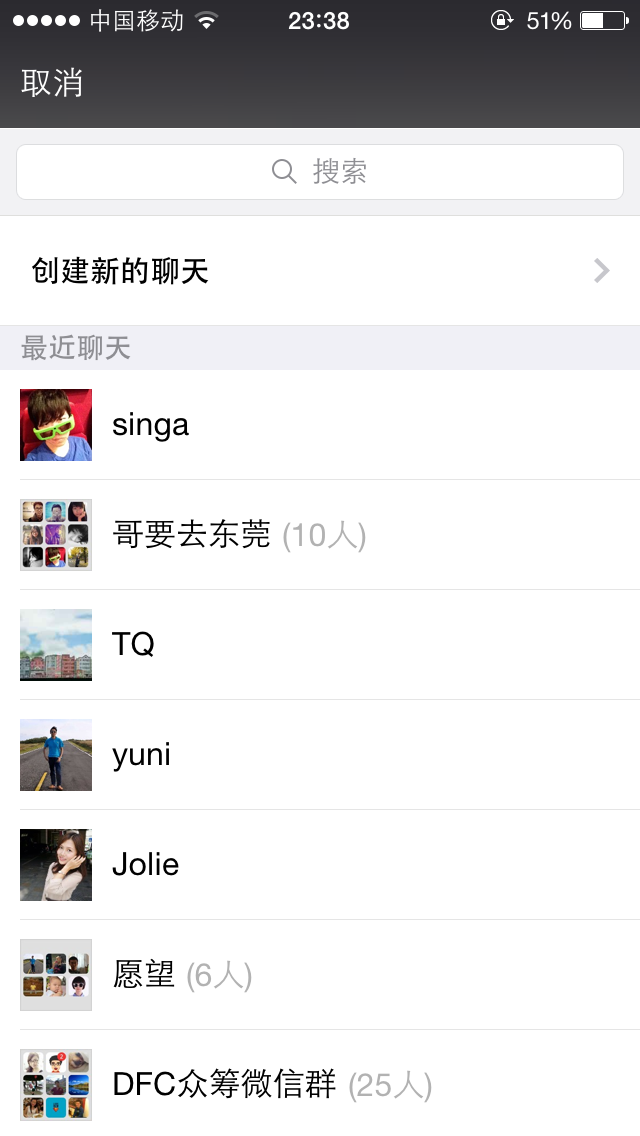 中国移动 23:38 51%
取消
搜索
创建新的聊天
最近聊天
singa
哥要去东莞 (10人)
TQ
yuni
Jolie
愿望 (6人)
DFC众筹微信群 (25人)